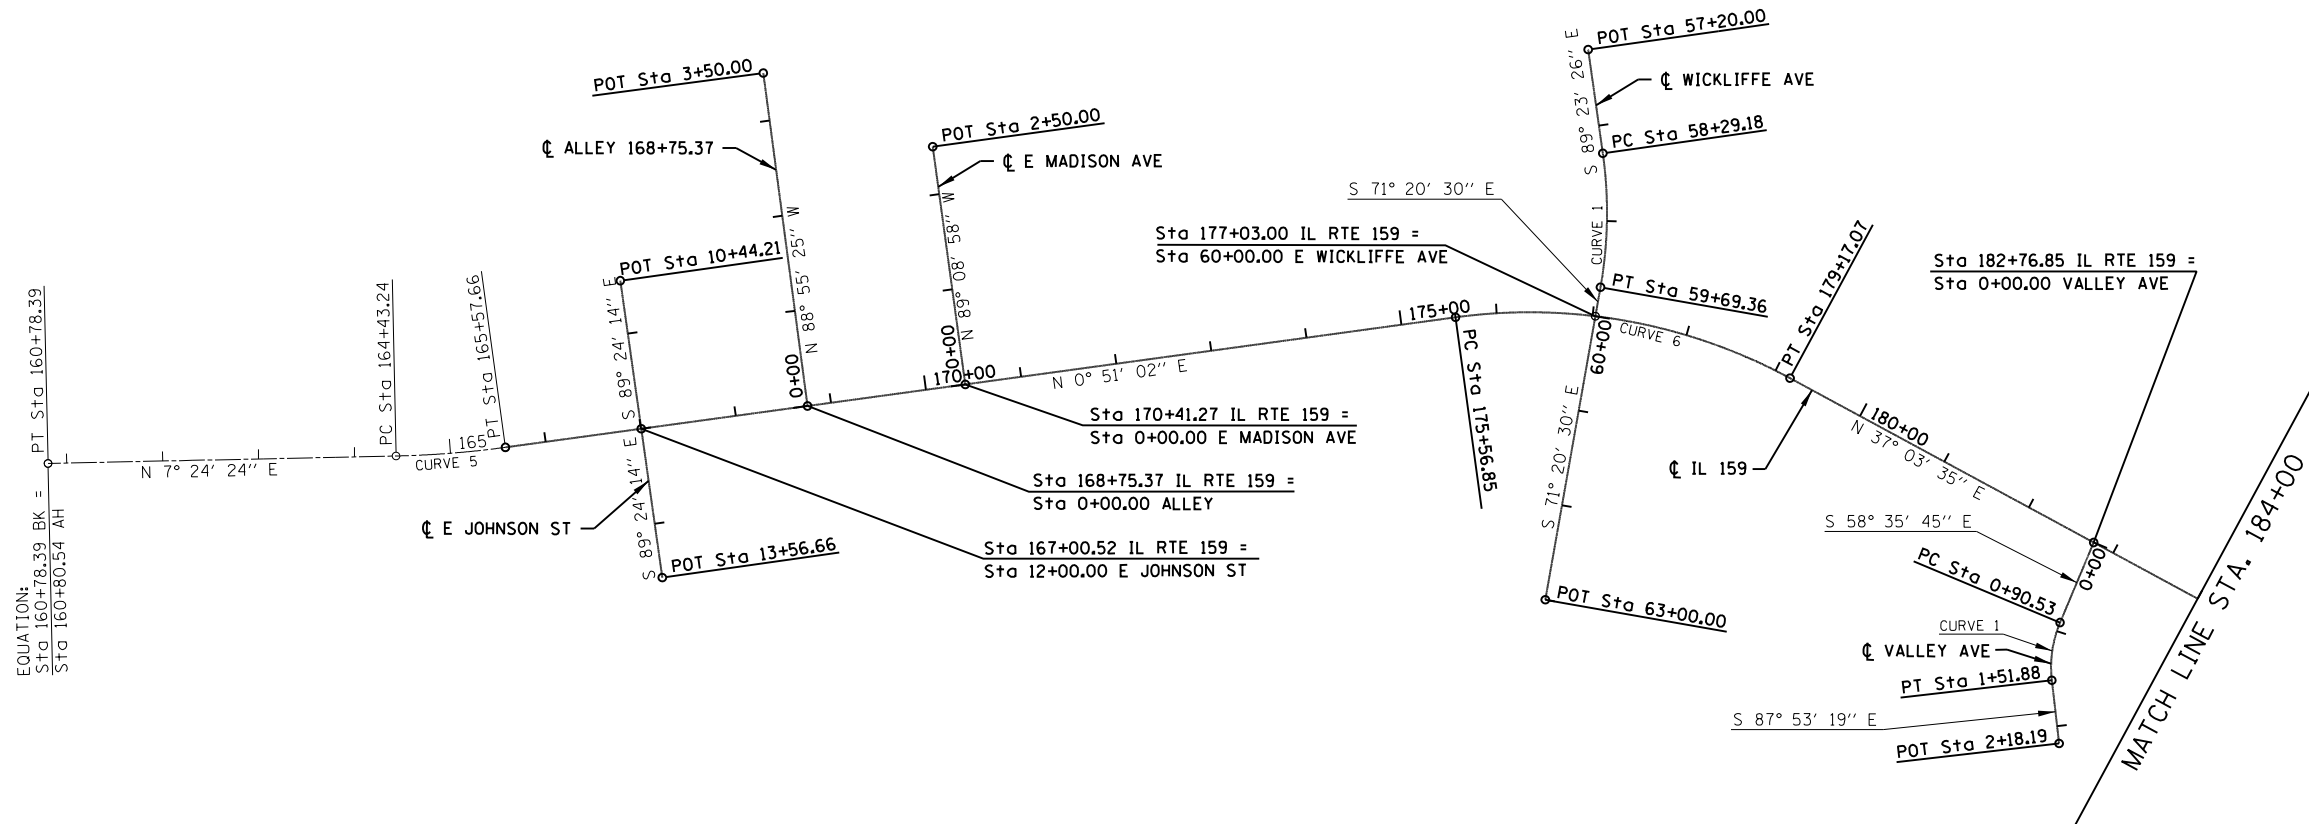 EQUATION:
Sta 160+78.39 BK =
Sta 160+80.54 AH
PT Sta 160+78.39
N 7° 24' 24'' E
PC Sta 164+43.24
CURVE 5
165
PT Sta 165+57.66
POT Sta 10+44.21
S 89° 24' 14'' E
S 89° 24' 14'' E
℄ E JOHNSON ST
POT Sta 13+56.66
POT Sta 3+50.00
℄ ALLEY 168+75.37
N 88° 55' 25'' W
0+00
POT Sta 2+50.00
℄ E MADISON AVE
N 89° 08' 58'' W
0+00
170+00
N 0° 51' 02'' E
Sta 170+41.27 IL RTE 159 =
Sta 0+00.00 E MADISON AVE
Sta 168+75.37 IL RTE 159 =
Sta 0+00.00 ALLEY
Sta 167+00.52 IL RTE 159 =
Sta 12+00.00 E JOHNSON ST
175+00
PC Sta 175+56.85
Sta 177+03.00 IL RTE 159 =
Sta 60+00.00 E WICKLIFFE AVE
S 71° 20' 30'' E
POT Sta 57+20.00
℄ WICKLIFFE AVE
S 89° 23' 26'' E
PC Sta 58+29.18
CURVE 1
PT Sta 59+69.36
60+00
CURVE 6
S 71° 20' 30'' E
POT Sta 63+00.00
PT Sta 179+17.07
180+00
N 37° 03' 35'' E
℄ IL 159
Sta 182+76.85 IL RTE 159 =
Sta 0+00.00 VALLEY AVE
S 58° 35' 45'' E
0+00
PC Sta 0+90.53
CURVE 1
℄ VALLEY AVE
PT Sta 1+51.88
S 87° 53' 19'' E
POT Sta 2+18.19
MATCH LINE STA. 184+00